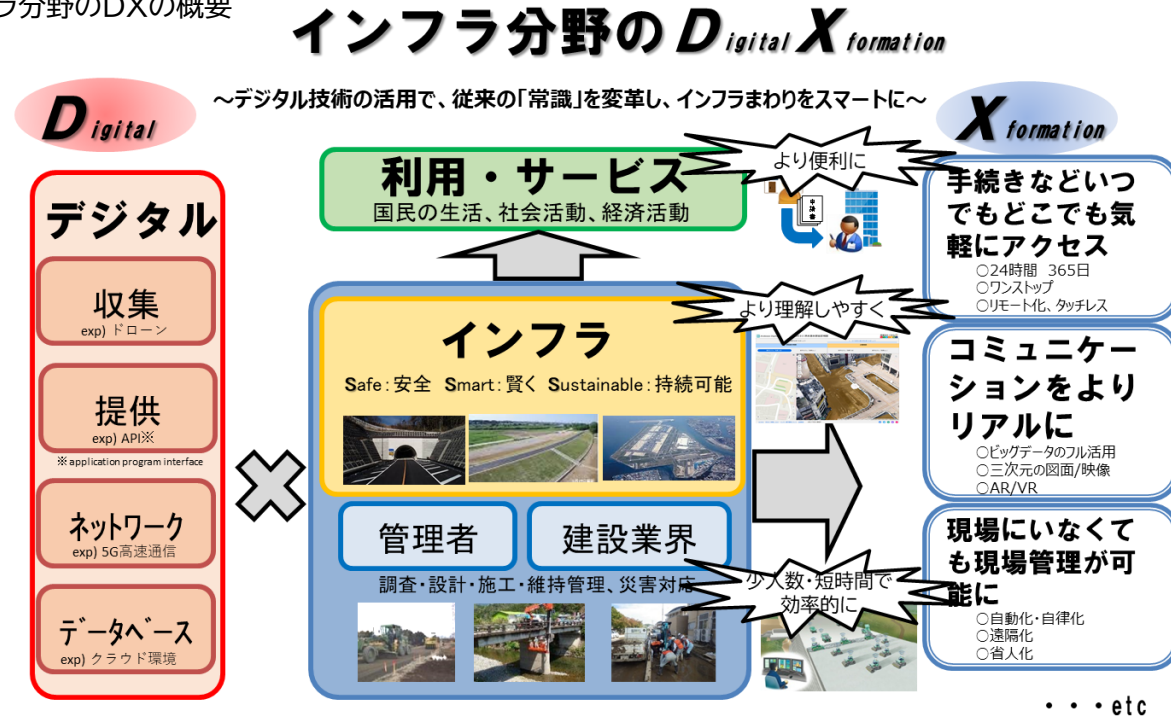 ラ分野のDXの概要
インフラ分野の Digital Xformation
～デジタル技術の活用で、従来の「常識」を変革し、インフラまわりをスマートに～
Digital
デジタル
収集
exp) ドローン
提供
exp) API※
※application program interface
ネットワーク
exp) 5G高速通信
データベース
exp) クラウド環境
利用・サービス
国民の生活、社会活動、経済活動
インフラ
Safe：安全 Smart：賢く Sustainable：持続可能
管理者
建設業界
調査・設計・施工・維持管理、災害対応
より便利に
申請書
より理解しやすく
少人数・短時間で
効率的に
Xformation
手続きなどいつ
でもどこでも気
軽にアクセス
○24時間 365日
○ワンストップ
○リモート化、タッチレス
コミュニケー
ションをより
リアルに
○ビッグデータのフル活用
○三次元の図面/映像
○AR/VR
現場にいなくて
も現場管理が可
能に
○自動化・自律化
○遠隔化
○省人化
・・・etc